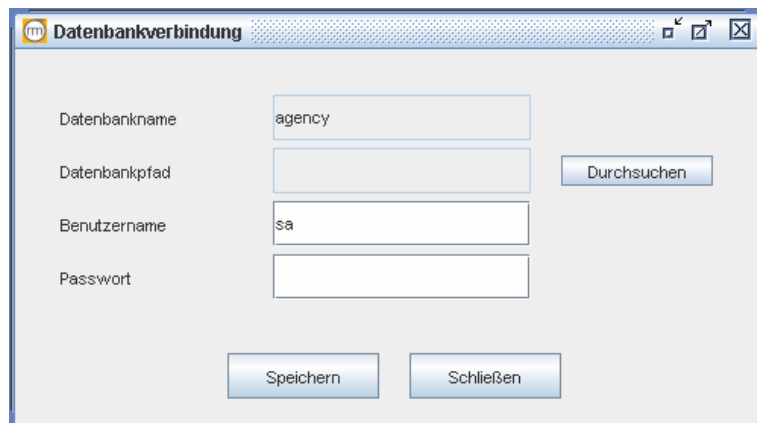 Datenbankverbindung
Datenbankname agency
Datenbankpfad Durchsuchen
Benutzername sa
Passwort
Speichern Schließen